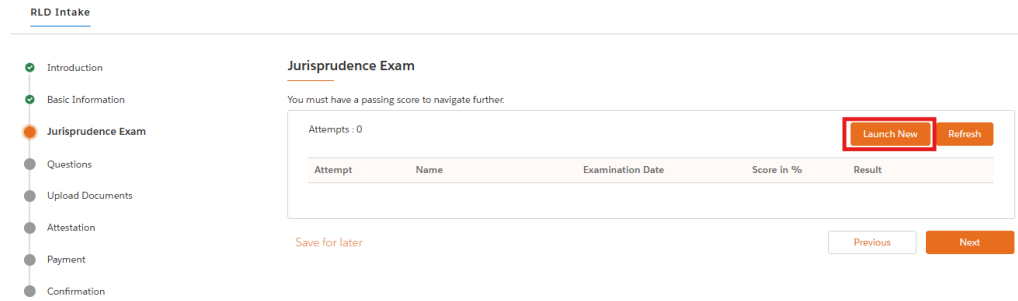 RLD Intake
Introduction
Basic Information
Jurisprudence Exam
Questions
Upload Documents
Attestation
Payment
Confirmation
Jurisprudence Exam
You must have a passing score to navigate further.
Attempts : 0
Launch New
Refresh
Attempt Name Examination Date Score in % Result
Save for later
Previous
Next